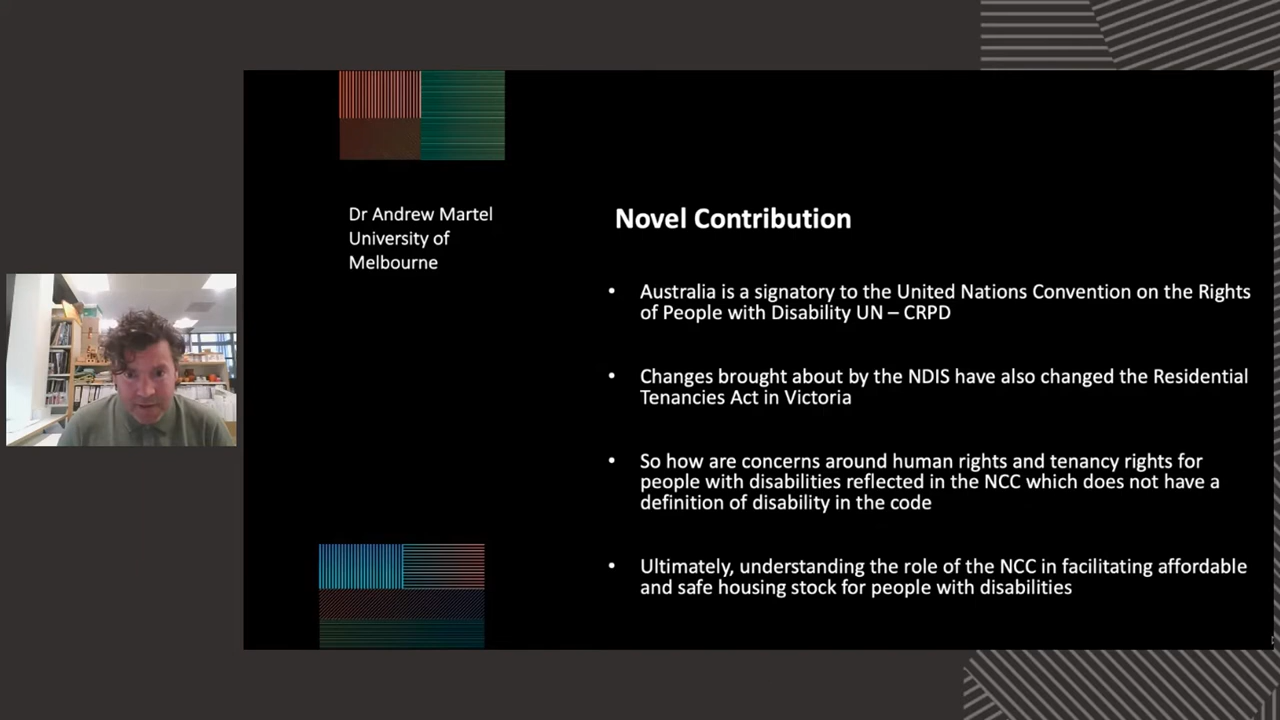 Dr Andrew Martel
University of
Melbourne
Novel Contribution
• Australia is a signatory to the United Nations Convention on the Rights
of People with Disability UN – CRPD
• Changes brought about by the NDIS have also changed the Residential
Tenancies Act in Victoria
• So how are concerns around human rights and tenancy rights for
people with disabilities reflected in the NCC which does not have a
definition of disability in the code
• Ultimately, understanding the role of the NCC in facilitating affordable
and safe housing stock for people with disabilities